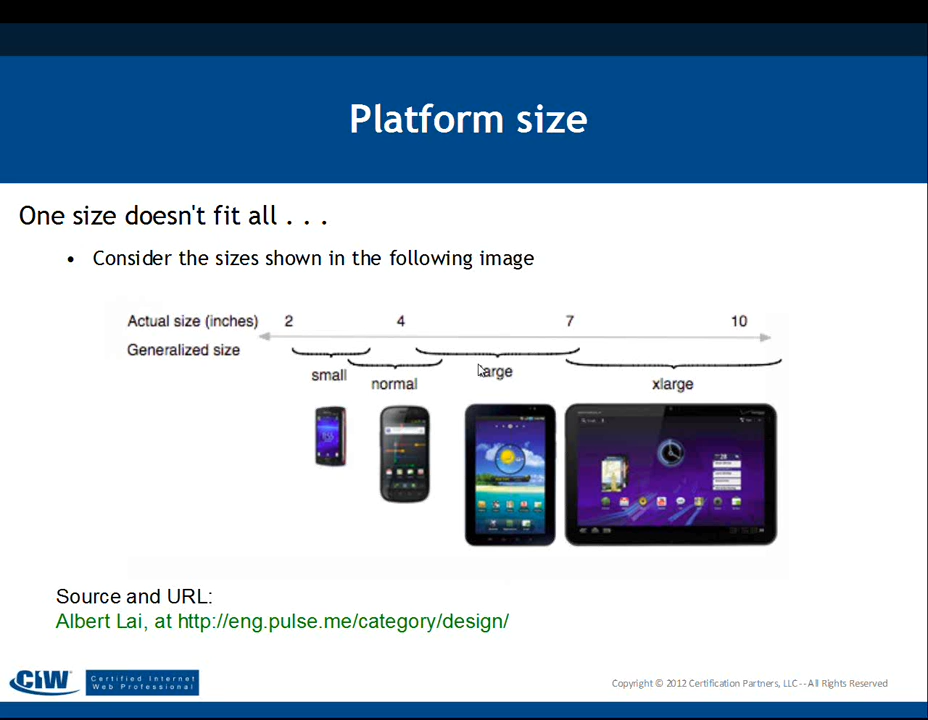 Platform size
One size doesn't fit all . . .
• Consider the sizes shown in the following image
Actual size (inches) 2 4 7 10
Generalized size
small
normal
large
xlarge
Source and URL:
Albert Lai, at http://eng.pulse.me/category/design/
CIW
Certified Internet
Web Professional
Copyright © 2012 Certification Partners, LLC -- All Rights Reserved